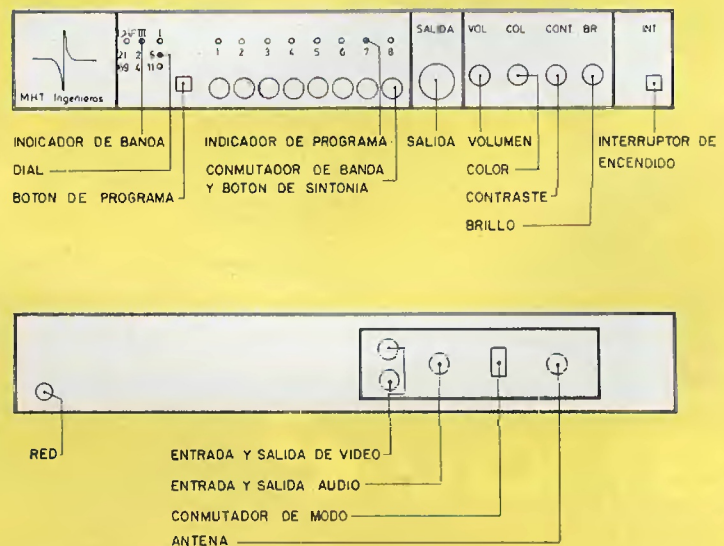 UHF III I
SALIDA VOL COL CONT BR INT
21 2 5
69 4 11
1 2 3 4 5 6 7 8
MHT Ingenieros
INDICADOR DE BANDA
DIAL
BOTON DE PROGRAMA
INDICADOR DE PROGRAMA
CONMUTADOR DE BANDA
Y BOTON DE SINTONIA
SALIDA
VOLUMEN
COLOR
CONTRASTE
BRILLO
INTERRUPTOR DE
ENCENDIDO
RED
ENTRADA Y SALIDA DE VIDEO
ENTRADA Y SALIDA AUDIO
CONMUTADOR DE MODO
ANTENA